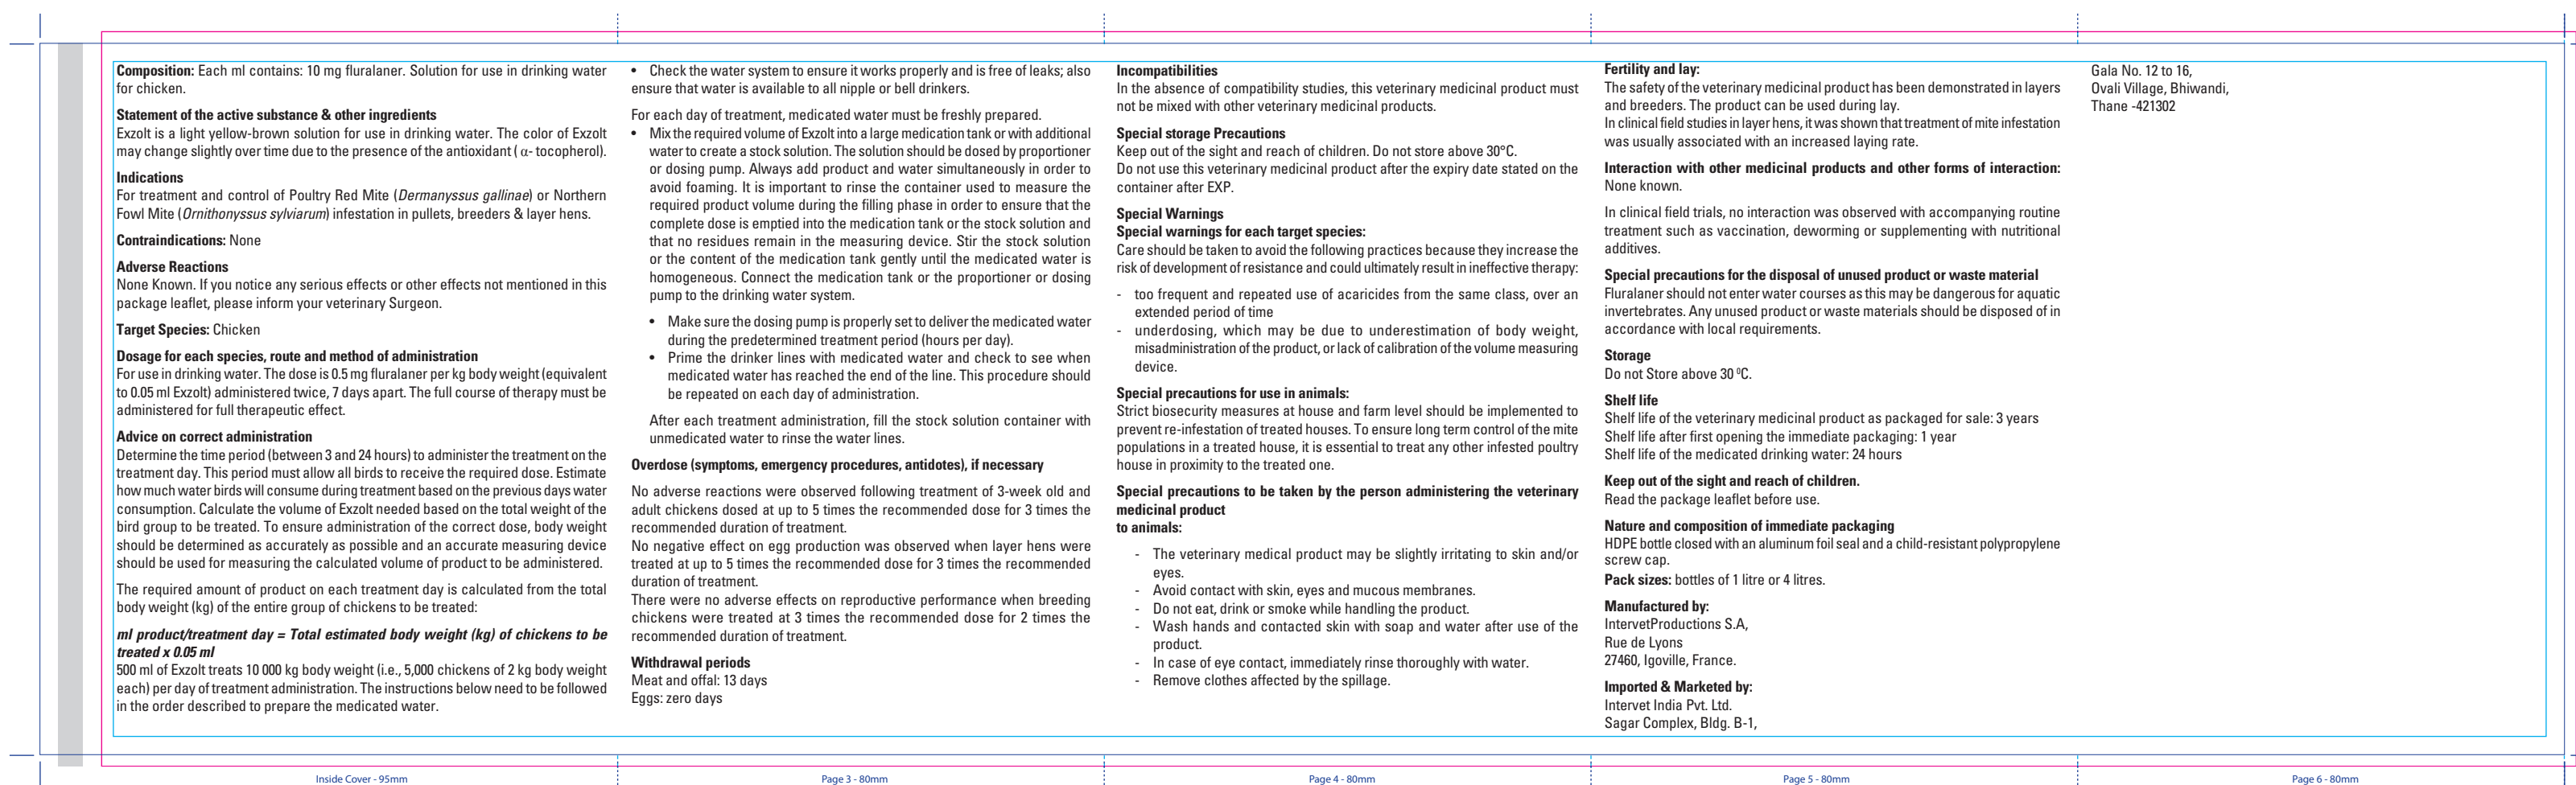 Composition: Each ml contains: 10 mg fluralaner. Solution for use in drinking water
for chicken.
Statement of the active substance & other ingredients
Exzolt is a light yellow-brown solution for use in drinking water. The color of Exzolt
may change slightly over time due to the presence of the antioxidant ( α- tocopherol).
Indications
For treatment and control of Poultry Red Mite (Dermanyssus gallinae) or Northern
Fowl Mite (Ornithonyssus sylviarum) infestation in pullets, breeders & layer hens.
Contraindications: None
Adverse Reactions
None Known. If you notice any serious effects or other effects not mentioned in this
package leaflet, please inform your veterinary Surgeon.
Target Species: Chicken
Dosage for each species, route and method of administration
For use in drinking water. The dose is 0.5 mg fluralaner per kg body weight (equivalent
to 0.05 ml Exzolt) administered twice, 7 days apart. The full course of therapy must be
administered for full therapeutic effect.
Advice on correct administration
Determine the time period (between 3 and 24 hours) to administer the treatment on the
treatment day. This period must allow all birds to receive the required dose. Estimate
how much water birds will consume during treatment based on the previous days water
consumption. Calculate the volume of Exzolt needed based on the total weight of the
bird group to be treated. To ensure administration of the correct dose, body weight
should be determined as accurately as possible and an accurate measuring device
should be used for measuring the calculated volume of product to be administered.
The required amount of product on each treatment day is calculated from the total
body weight (kg) of the entire group of chickens to be treated:
ml product/treatment day = Total estimated body weight (kg) of chickens to be
treated x 0.05 ml
500 ml of Exzolt treats 10 000 kg body weight (i.e., 5,000 chickens of 2 kg body weight
each) per day of treatment administration. The instructions below need to be followed
in the order described to prepare the medicated water.
• Check the water system to ensure it works properly and is free of leaks; also
ensure that water is available to all nipple or bell drinkers.
For each day of treatment, medicated water must be freshly prepared.
• Mix the required volume of Exzolt into a large medication tank or with additional
water to create a stock solution. The solution should be dosed by proportioner
or dosing pump. Always add product and water simultaneously in order to
avoid foaming. It is important to rinse the container used to measure the
required product volume during the filling phase in order to ensure that the
complete dose is emptied into the medication tank or the stock solution and
that no residues remain in the measuring device. Stir the stock solution
or the content of the medication tank gently until the medicated water is
homogeneous. Connect the medication tank or the proportioner or dosing
pump to the drinking water system.
• Make sure the dosing pump is properly set to deliver the medicated water
during the predetermined treatment period (hours per day).
• Prime the drinker lines with medicated water and check to see when
medicated water has reached the end of the line. This procedure should
be repeated on each day of administration.
After each treatment administration, fill the stock solution container with
unmedicated water to rinse the water lines.
Overdose (symptoms, emergency procedures, antidotes), if necessary
No adverse reactions were observed following treatment of 3-week old and
adult chickens dosed at up to 5 times the recommended dose for 3 times the
recommended duration of treatment.
No negative effect on egg production was observed when layer hens were
treated at up to 5 times the recommended dose for 3 times the recommended
duration of treatment.
There were no adverse effects on reproductive performance when breeding
chickens were treated at 3 times the recommended dose for 2 times the
recommended duration of treatment.
Withdrawal periods
Meat and offal: 13 days
Eggs: zero days
Incompatibilities
In the absence of compatibility studies, this veterinary medicinal product must
not be mixed with other veterinary medicinal products.
Special storage Precautions
Keep out of the sight and reach of children. Do not store above 30°C.
Do not use this veterinary medicinal product after the expiry date stated on the
container after EXP.
Special Warnings
Special warnings for each target species:
Care should be taken to avoid the following practices because they increase the
risk of development of resistance and could ultimately result in ineffective therapy:
- too frequent and repeated use of acaricides from the same class, over an
extended period of time
- underdosing, which may be due to underestimation of body weight,
misadministration of the product, or lack of calibration of the volume measuring
device.
Special precautions for use in animals:
Strict biosecurity measures at house and farm level should be implemented to
prevent re-infestation of treated houses. To ensure long term control of the mite
populations in a treated house, it is essential to treat any other infested poultry
house in proximity to the treated one.
Special precautions to be taken by the person administering the veterinary
medicinal product
to animals:
- The veterinary medical product may be slightly irritating to skin and/or
eyes.
- Avoid contact with skin, eyes and mucous membranes.
- Do not eat, drink or smoke while handling the product.
- Wash hands and contacted skin with soap and water after use of the
product.
- In case of eye contact, immediately rinse thoroughly with water.
- Remove clothes affected by the spillage.
Fertility and lay:
The safety of the veterinary medicinal product has been demonstrated in layers
and breeders. The product can be used during lay.
In clinical field studies in layer hens, it was shown that treatment of mite infestation
was usually associated with an increased laying rate.
Interaction with other medicinal products and other forms of interaction:
None known.
In clinical field trials, no interaction was observed with accompanying routine
treatment such as vaccination, deworming or supplementing with nutritional
additives.
Special precautions for the disposal of unused product or waste material
Fluralaner should not enter water courses as this may be dangerous for aquatic
invertebrates. Any unused product or waste materials should be disposed of in
accordance with local requirements.
Storage
Do not Store above 30 ⁰C.
Shelf life
Shelf life of the veterinary medicinal product as packaged for sale: 3 years
Shelf life after first opening the immediate packaging: 1 year
Shelf life of the medicated drinking water: 24 hours
Keep out of the sight and reach of children.
Read the package leaflet before use.
Nature and composition of immediate packaging
HDPE bottle closed with an aluminum foil seal and a child-resistant polypropylene
screw cap.
Pack sizes: bottles of 1 litre or 4 litres.
Manufactured by:
IntervetProductions S.A,
Rue de Lyons
27460, Igoville, France.
Imported & Marketed by:
Intervet India Pvt. Ltd.
Sagar Complex, Bldg. B-1,
Gala No. 12 to 16,
Ovali Village, Bhiwandi,
Thane -421302
Inside Cover - 95mm
Page 3 - 80mm
Page 4 - 80mm
Page 5 - 80mm
Page 6 - 80mm